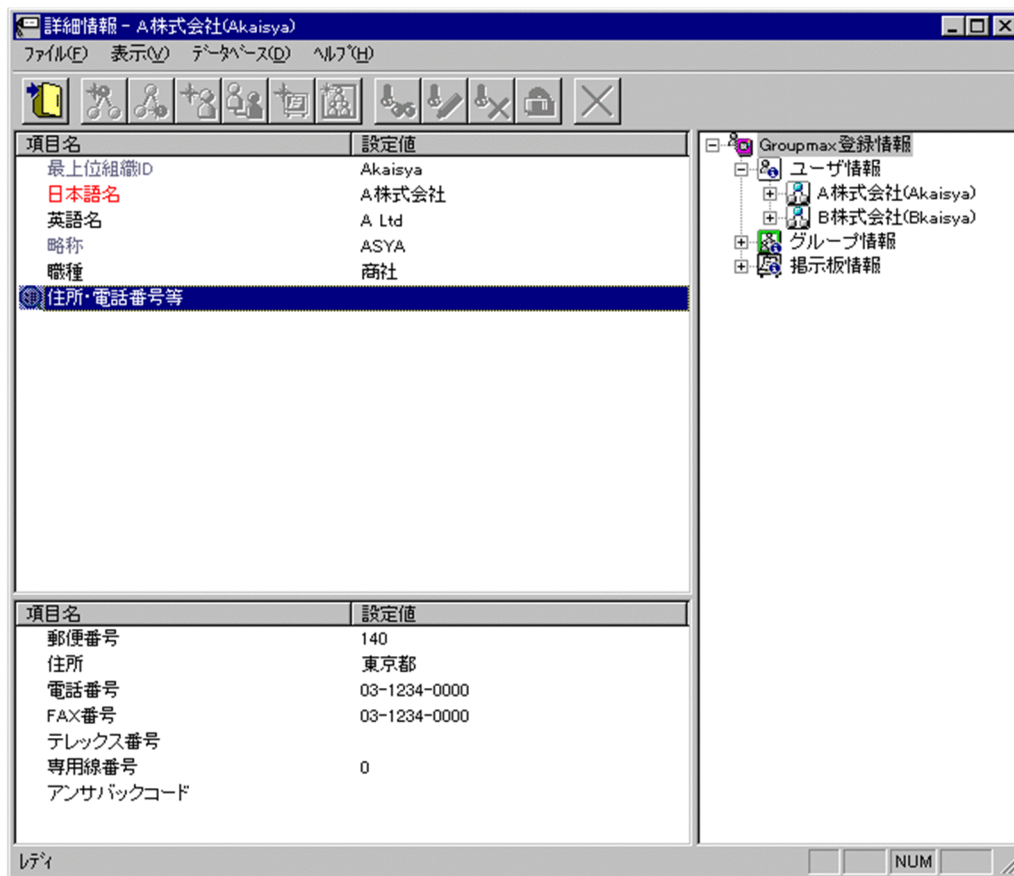 詳細情報 - A株式会社(Akaisya)
ファイル(F) 表示(V) データベース(D) ヘルプ(H)
項目名 設定値
最上位組織ID Akaisya
日本語名 A株式会社
英語名 A Ltd
略称 ASYA
職種 商社
住所・電話番号等
項目名 設定値
郵便番号 140
住所 東京都
電話番号 03-1234-0000
FAX番号 03-1234-0000
テレックス番号
専用線番号 0
アンサバックコード
Groupmax登録情報
ユーザ情報
A株式会社(Akaisya)
B株式会社(Bkaisya)
グループ情報
掲示板情報
レディ NUM